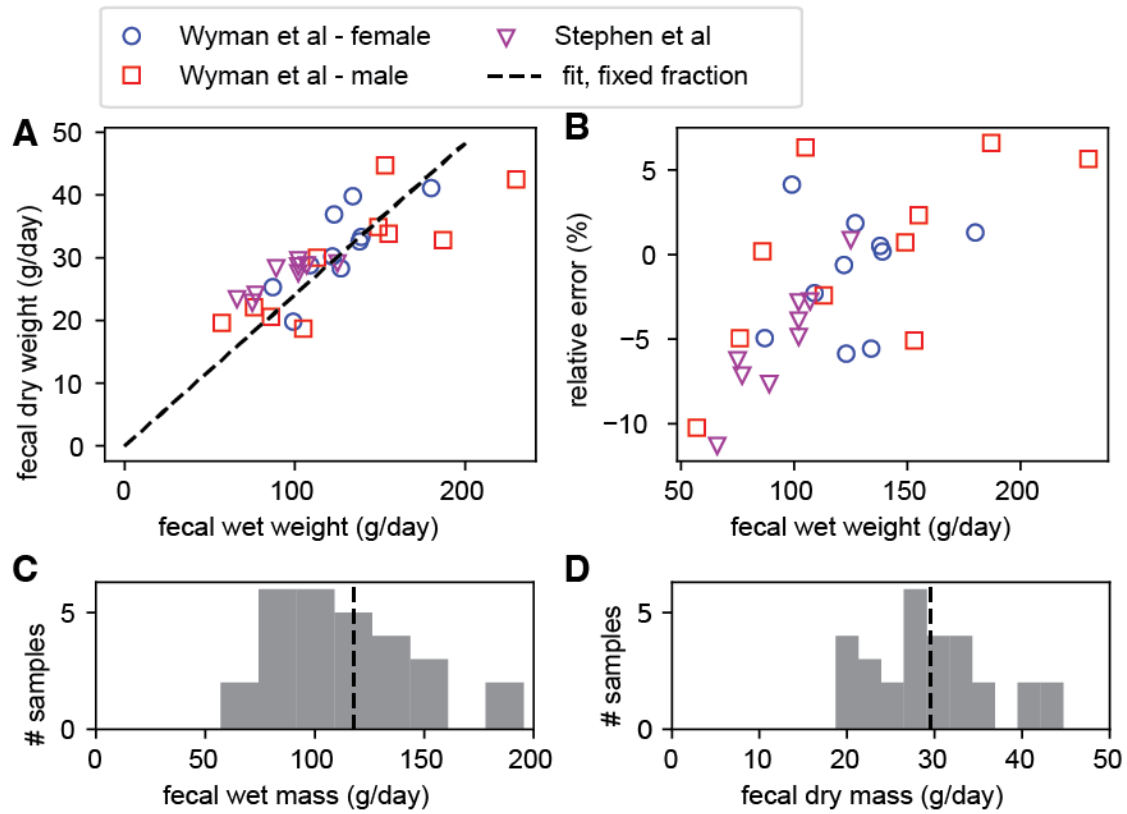 Wyman et al - female
Stephen et al
Wyman et al - male
fit, fixed fraction
A
B
50
40
30
20
10
0
fecal dry weight (g/day)
0
100
200
fecal wet weight (g/day)
5
0
−5
−10
relative error (%)
50
100
150
200
fecal wet weight (g/day)
C
D
5
0
# samples
0
50
100
150
200
fecal wet mass (g/day)
5
0
# samples
0
10
20
30
40
50
fecal dry mass (g/day)